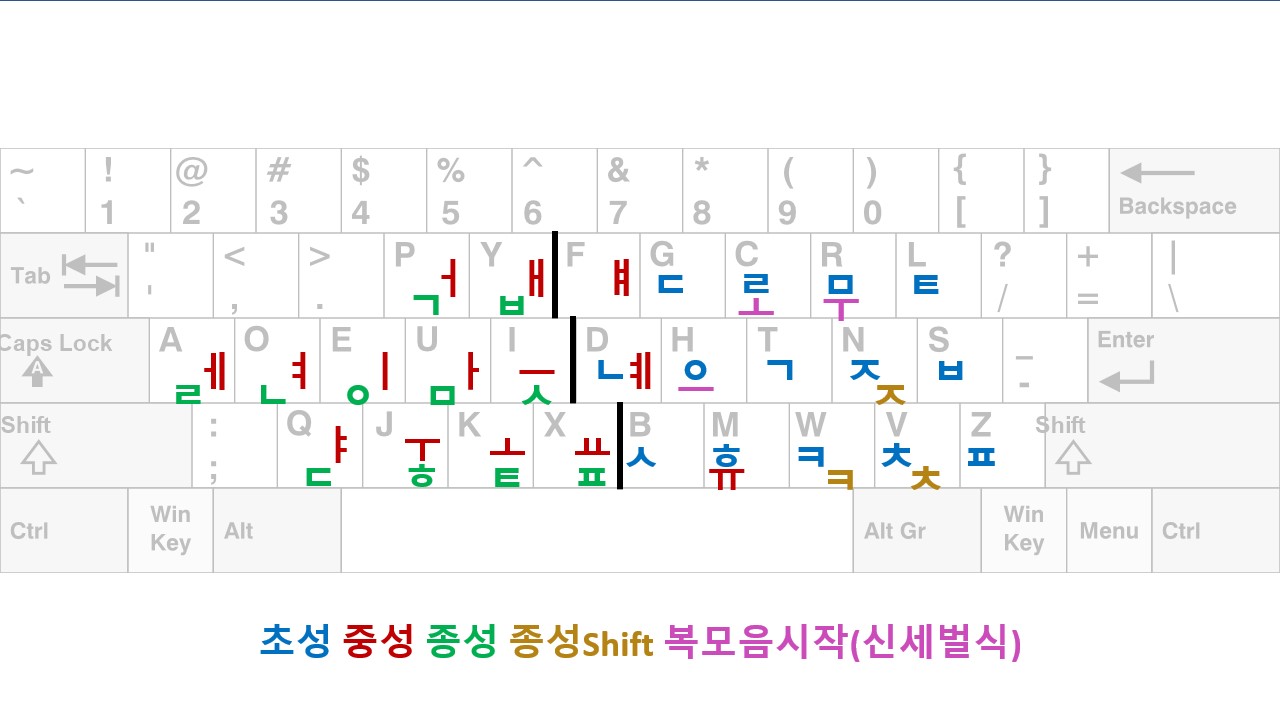 ~ ! @ # $ % ^ & * ( ) { }
` 1 2 3 4 5 6 7 8 9 0 [ ] Backspace
Tab " < > P ㅓ Y ㅐ F ㅒ G ㄷ C ㄹ R ㅁ L ㅌ ? + |
' , . ㄱ ㅂ ㅗ ㅜ / = \
Caps Lock A ㅔ O ㅕ E ㅣ U ㅏ I ㅡ D ㄴ ㅖ H ㅇ T ㄱ N ㅈ S ㅂ _ Enter
A ㄹ ㄴ ㅇ ㅁ ㅅ ㅡ ㅈ -
Shift : Q ㅑ J ㅜ K ㅗ X ㅛ B ㅅ M ㅎ W ㅋ V ㅊ Z ㅍ Shift
; ㄷ ㅎ ㅌ ㅍ ㅠ ㅋ ㅊ
Ctrl Win Key Alt Alt Gr Win Key Menu Ctrl
초성 중성 종성 종성Shift 복모음시작(신세벌식)